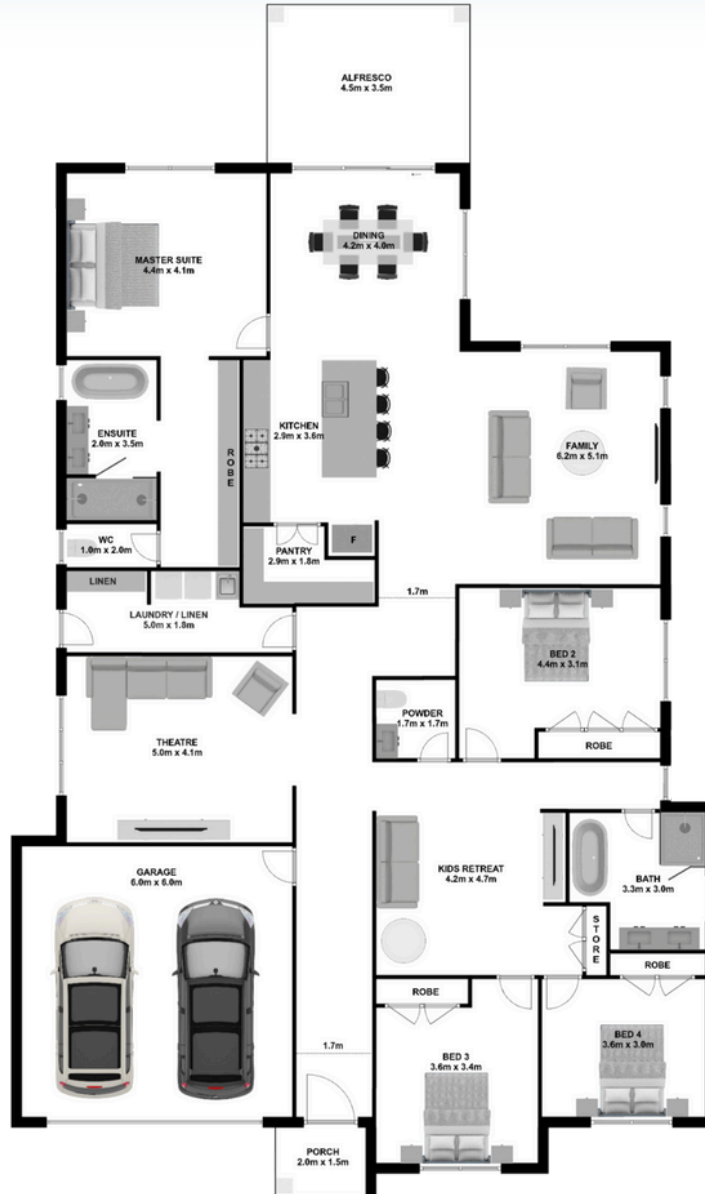 ALFRESCO
4.5m x 3.5m
DINING
4.2m x 4.0m
MASTER SUITE
4.4m x 4.1m
KITCHEN
2.9m x 3.6m
ENSUITE
2.0m x 3.5m
ROBE
FAMILY
6.2m x 5.1m
WC
1.0m x 2.0m
PANTRY
2.9m x 1.8m
F
LINEN
LAUNDRY / LINEN
5.0m x 1.8m
1.7m
BED 2
4.4m x 3.1m
ROBE
POWDER
1.7m x 1.7m
THEATRE
5.0m x 4.1m
GARAGE
6.0m x 6.0m
KIDS RETREAT
4.2m x 4.7m
BATH
3.3m x 3.0m
STORE
ROBE
ROBE
1.7m
BED 3
3.6m x 3.4m
BED 4
3.6m x 3.0m
PORCH
2.0m x 1.5m